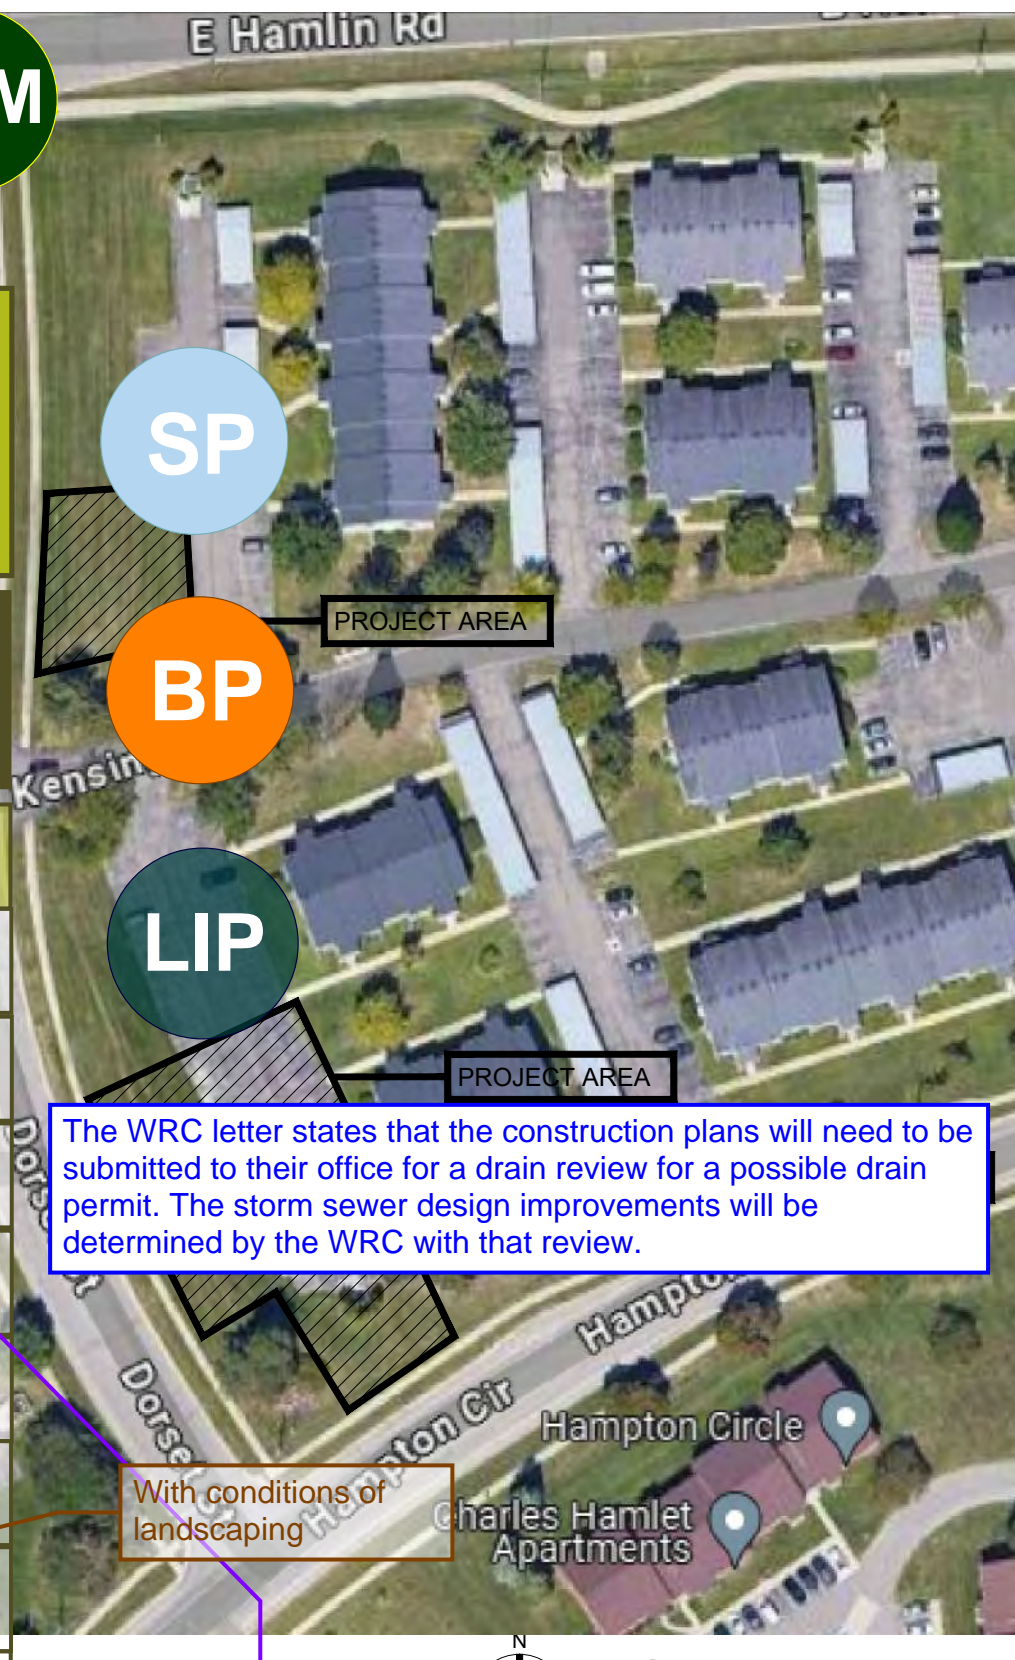 E Hamlin Rd
M
SP
PROJECT AREA
BP
LIP
PROJECT AREA
The WRC letter states that the construction plans will need to be
submitted to their office for a drain review for a possible drain
permit. The storm sewer design improvements will be
determined by the WRC with that review.
Hampton Cir
Hampton Circle
With conditions of
landscaping
Charles Hamlet
Apartments
N